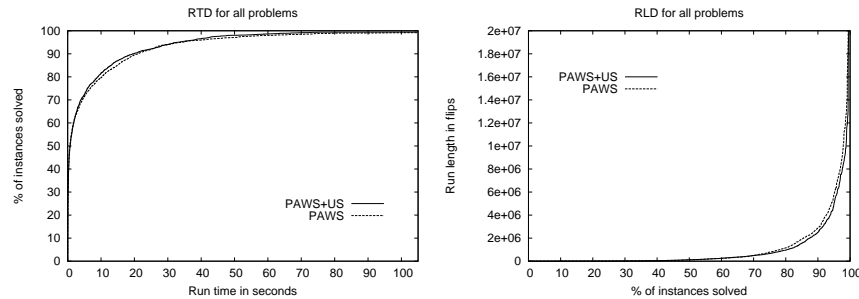 RTD for all problems
% of instances solved
100
90
80
70
60
50
40
30
20
10
0
PAWS+US
PAWS
0 10 20 30 40 50 60 70 80 90 100
Run time in seconds
RLD for all problems
Run length in flips
2e+07
1.8e+07
1.6e+07
1.4e+07
1.2e+07
1e+07
8e+06
6e+06
4e+06
2e+06
0
PAWS+US
PAWS
0 10 20 30 40 50 60 70 80 90 100
% of instances solved